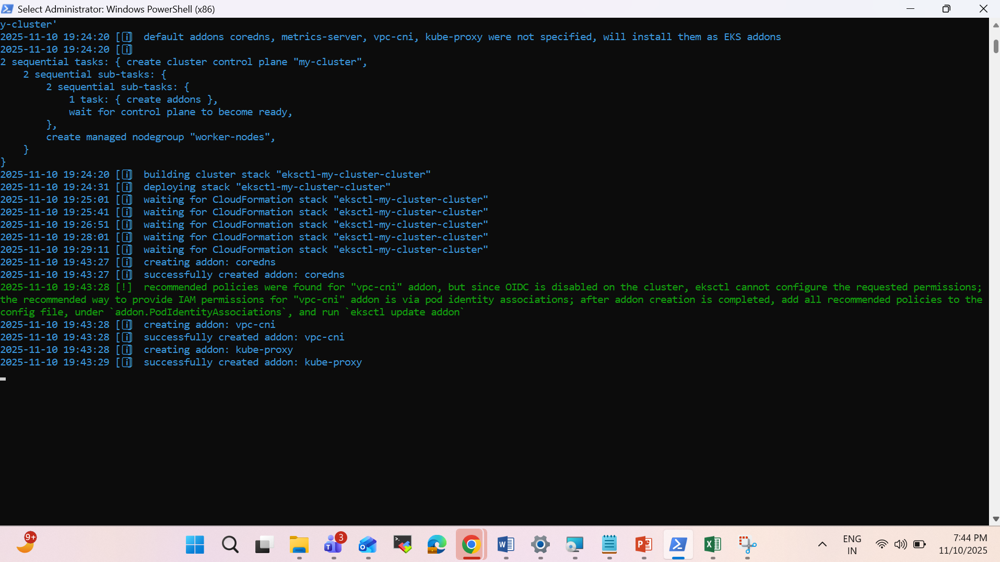 Select Administrator: Windows PowerShell (x86)
y-cluster'
2025-11-10 19:24:20 [ℹ]  default addons coredns, metrics-server, vpc-cni, kube-proxy were not specified, will install them as EKS addons
2025-11-10 19:24:20 [ℹ]
2 sequential tasks: { create cluster control plane "my-cluster",
    2 sequential sub-tasks: {
        2 sequential sub-tasks: {
            1 task: { create addons },
            wait for control plane to become ready,
        },
        create managed nodegroup "worker-nodes",
    }
}
2025-11-10 19:24:20 [ℹ]  building cluster stack "eksctl-my-cluster-cluster"
2025-11-10 19:24:31 [ℹ]  deploying stack "eksctl-my-cluster-cluster"
2025-11-10 19:25:01 [ℹ]  waiting for CloudFormation stack "eksctl-my-cluster-cluster"
2025-11-10 19:25:41 [ℹ]  waiting for CloudFormation stack "eksctl-my-cluster-cluster"
2025-11-10 19:26:51 [ℹ]  waiting for CloudFormation stack "eksctl-my-cluster-cluster"
2025-11-10 19:28:01 [ℹ]  waiting for CloudFormation stack "eksctl-my-cluster-cluster"
2025-11-10 19:29:11 [ℹ]  waiting for CloudFormation stack "eksctl-my-cluster-cluster"
2025-11-10 19:43:27 [ℹ]  creating addon: coredns
2025-11-10 19:43:27 [ℹ]  successfully created addon: coredns
2025-11-10 19:43:28 [!]  recommended policies were found for "vpc-cni" addon, but since OIDC is disabled on the cluster, eksctl cannot configure the requested permissions;
the recommended way to provide IAM permissions for "vpc-cni" addon is via pod identity associations; after addon creation is completed, add all recommended policies to the
config file, under `addon.PodIdentityAssociations`, and run `eksctl update addon`
2025-11-10 19:43:28 [ℹ]  creating addon: vpc-cni
2025-11-10 19:43:28 [ℹ]  successfully created addon: vpc-cni
2025-11-10 19:43:28 [ℹ]  creating addon: kube-proxy
2025-11-10 19:43:29 [ℹ]  successfully created addon: kube-proxy
9+
3
ENG
IN
7:44 PM
11/10/2025